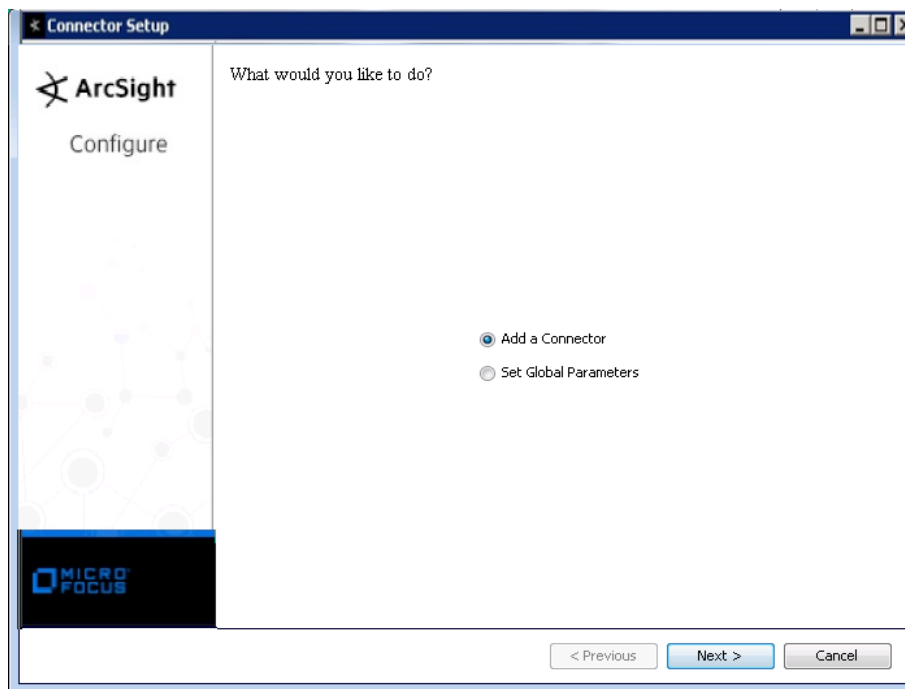 Connector Setup
ArcSight
Configure
What would you like to do?
Add a Connector
Set Global Parameters
MICRO
FOCUS
< Previous
Next >
Cancel